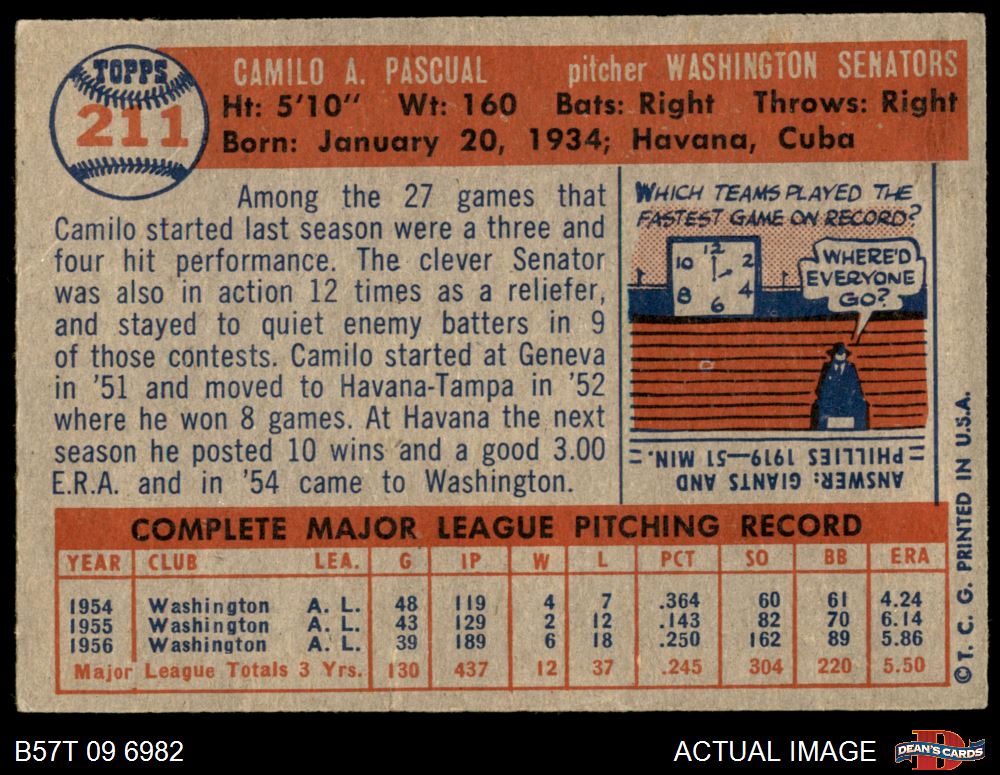 TOPPS
211
CAMILO A. PASCUAL pitcher WASHINGTON SENATORS
Ht: 5'10" Wt: 160 Bats: Right Throws: Right
Born: January 20, 1934; Havana, Cuba
Among the 27 games that
Camilo started last season were a three and
four hit performance. The clever Senator
was also in action 12 times as a reliefer,
and stayed to quiet enemy batters in 9
of those contests. Camilo started at Geneva
in '51 and moved to Havana-Tampa in '52
where he won 8 games. At Havana the next
season he posted 10 wins and a good 3.00
E.R.A. and in '54 came to Washington.
WHICH TEAMS PLAYED THE
FASTEST GAME ON RECORD?
12
10 2
8 4
6
WHERE'D
EVERYONE
GO?
ANSWER: GIANTS AND
PHILLIES 1919—51 MIN.
COMPLETE MAJOR LEAGUE PITCHING RECORD
YEAR CLUB LEA. G IP W L PCT SO BB ERA
1954 Washington A. L. 48 119 4 7 .364 60 61 4.24
1955 Washington A. L. 43 129 2 12 .143 82 70 6.14
1956 Washington A. L. 39 189 6 18 .250 162 89 5.86
Major League Totals 3 Yrs. 130 437 12 37 .245 304 220 5.50
©T. C. G. PRINTED IN U.S.A.
B57T 09 6982
ACTUAL IMAGE
D
DEAN'S CARDS